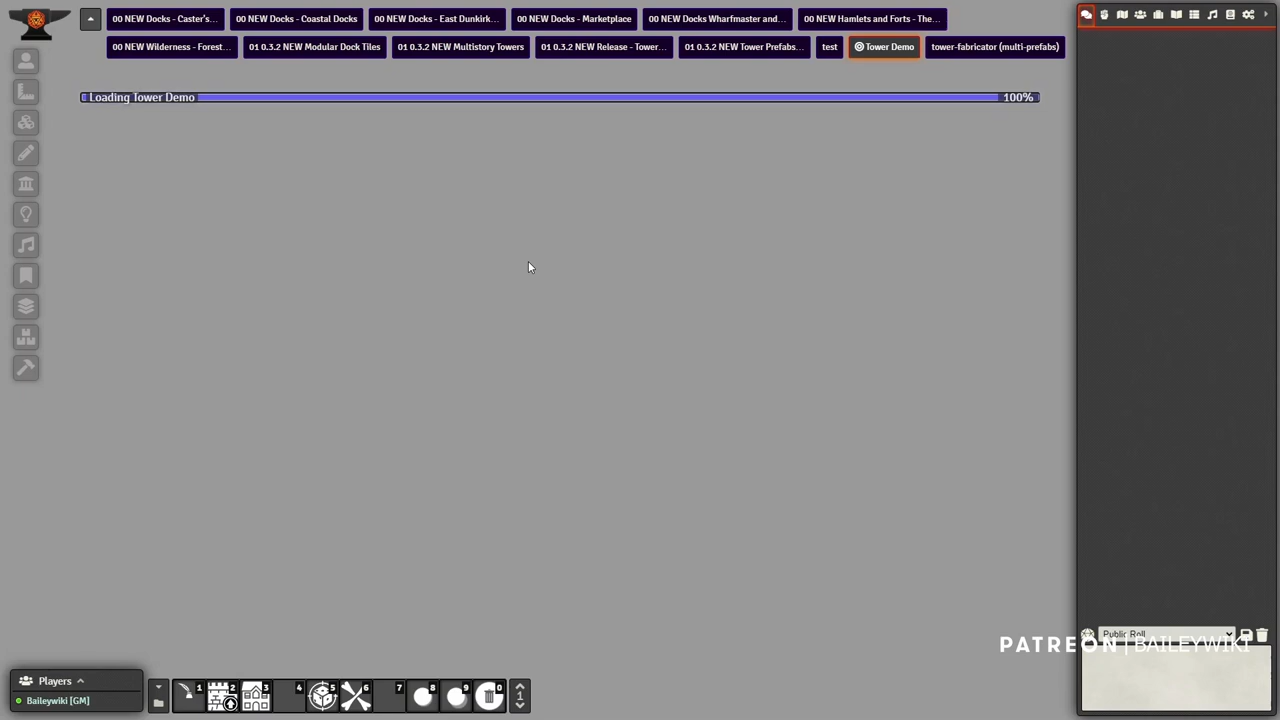 00 NEW Docks - Caster's... 00 NEW Docks - Coastal Docks 00 NEW Docks - East Dunkirk... 00 NEW Docks - Marketplace 00 NEW Docks Wharfmaster and... 00 NEW Hamlets and Forts - The...
00 NEW Wilderness - Forest... 01 0.3.2 NEW Modular Dock Tiles 01 0.3.2 NEW Multistory Towers 01 0.3.2 NEW Release - Tower... 01 0.3.2 NEW Tower Prefabs... test Tower Demo tower-fabricator (multi-prefabs)
Loading Tower Demo 100%
Public Roll
PATREON | BAILEYWIKI
Players
Baileywiki [GM]
1 2 3 4 5 6 7 8 9 0 1